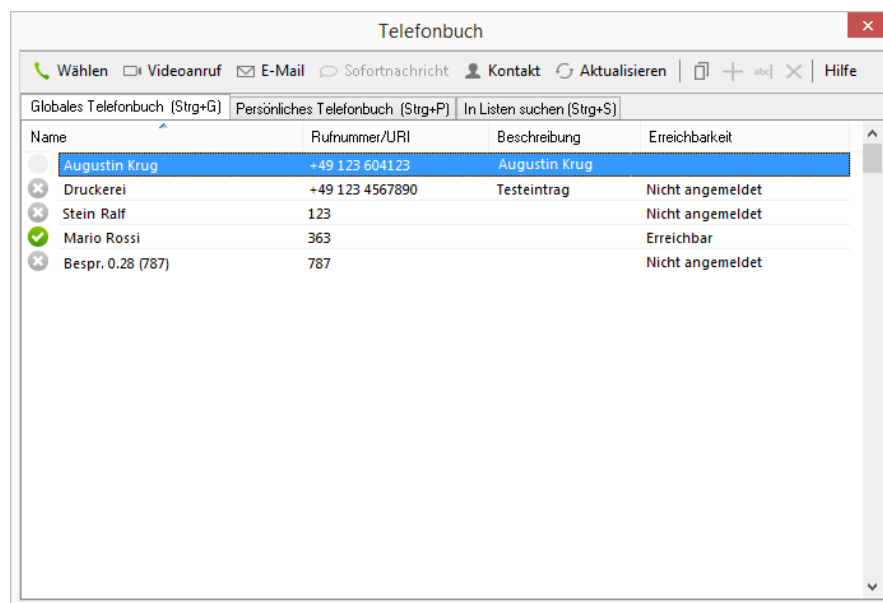 Telefonbuch
Wählen Videoanruf E-Mail Sofortnachricht Kontakt Aktualisieren abc Hilfe
Globales Telefonbuch (Strg+G) Persönliches Telefonbuch (Strg+P) In Listen suchen (Strg+S)
Name Rufnummer/URI Beschreibung Erreichbarkeit
Augustin Krug +49 123 604123 Augustin Krug
Druckerei +49 123 4567890 Testeintrag Nicht angemeldet
Stein Ralf 123 Nicht angemeldet
Mario Rossi 363 Erreichbar
Bespr. 0.28 (787) 787 Nicht angemeldet